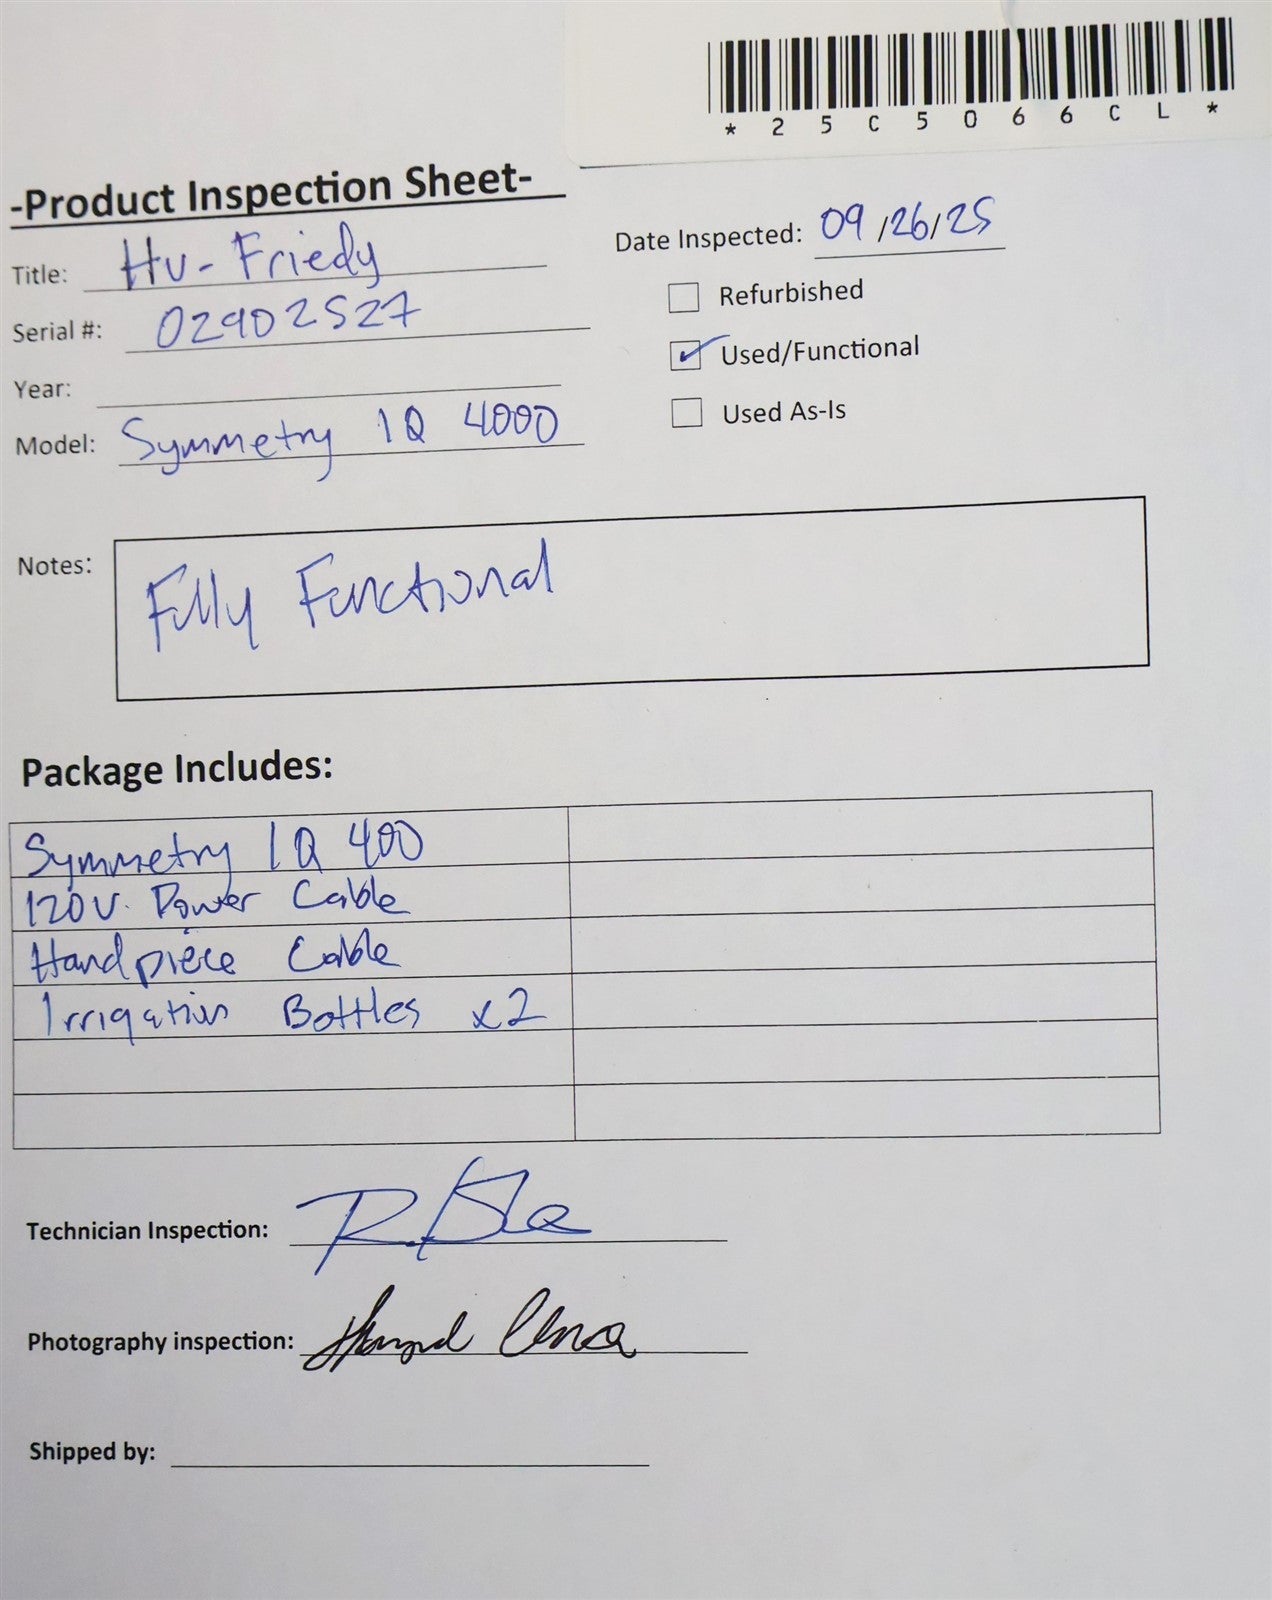 *25C5066CL*
-Product Inspection Sheet-
Title: Hu-Friedy
Date Inspected: 09/26/25
Serial #: 02902527
Refurbished
Year:
Used/Functional
Model: Symmetry IQ 4000
Used As-Is
Notes: Fully Functional
Package Includes:
Symmetry IQ 400
120V. Power Cable
Handpiece Cable
Irrigation Bottles x2
Technician Inspection:
Photography inspection:
Shipped by: